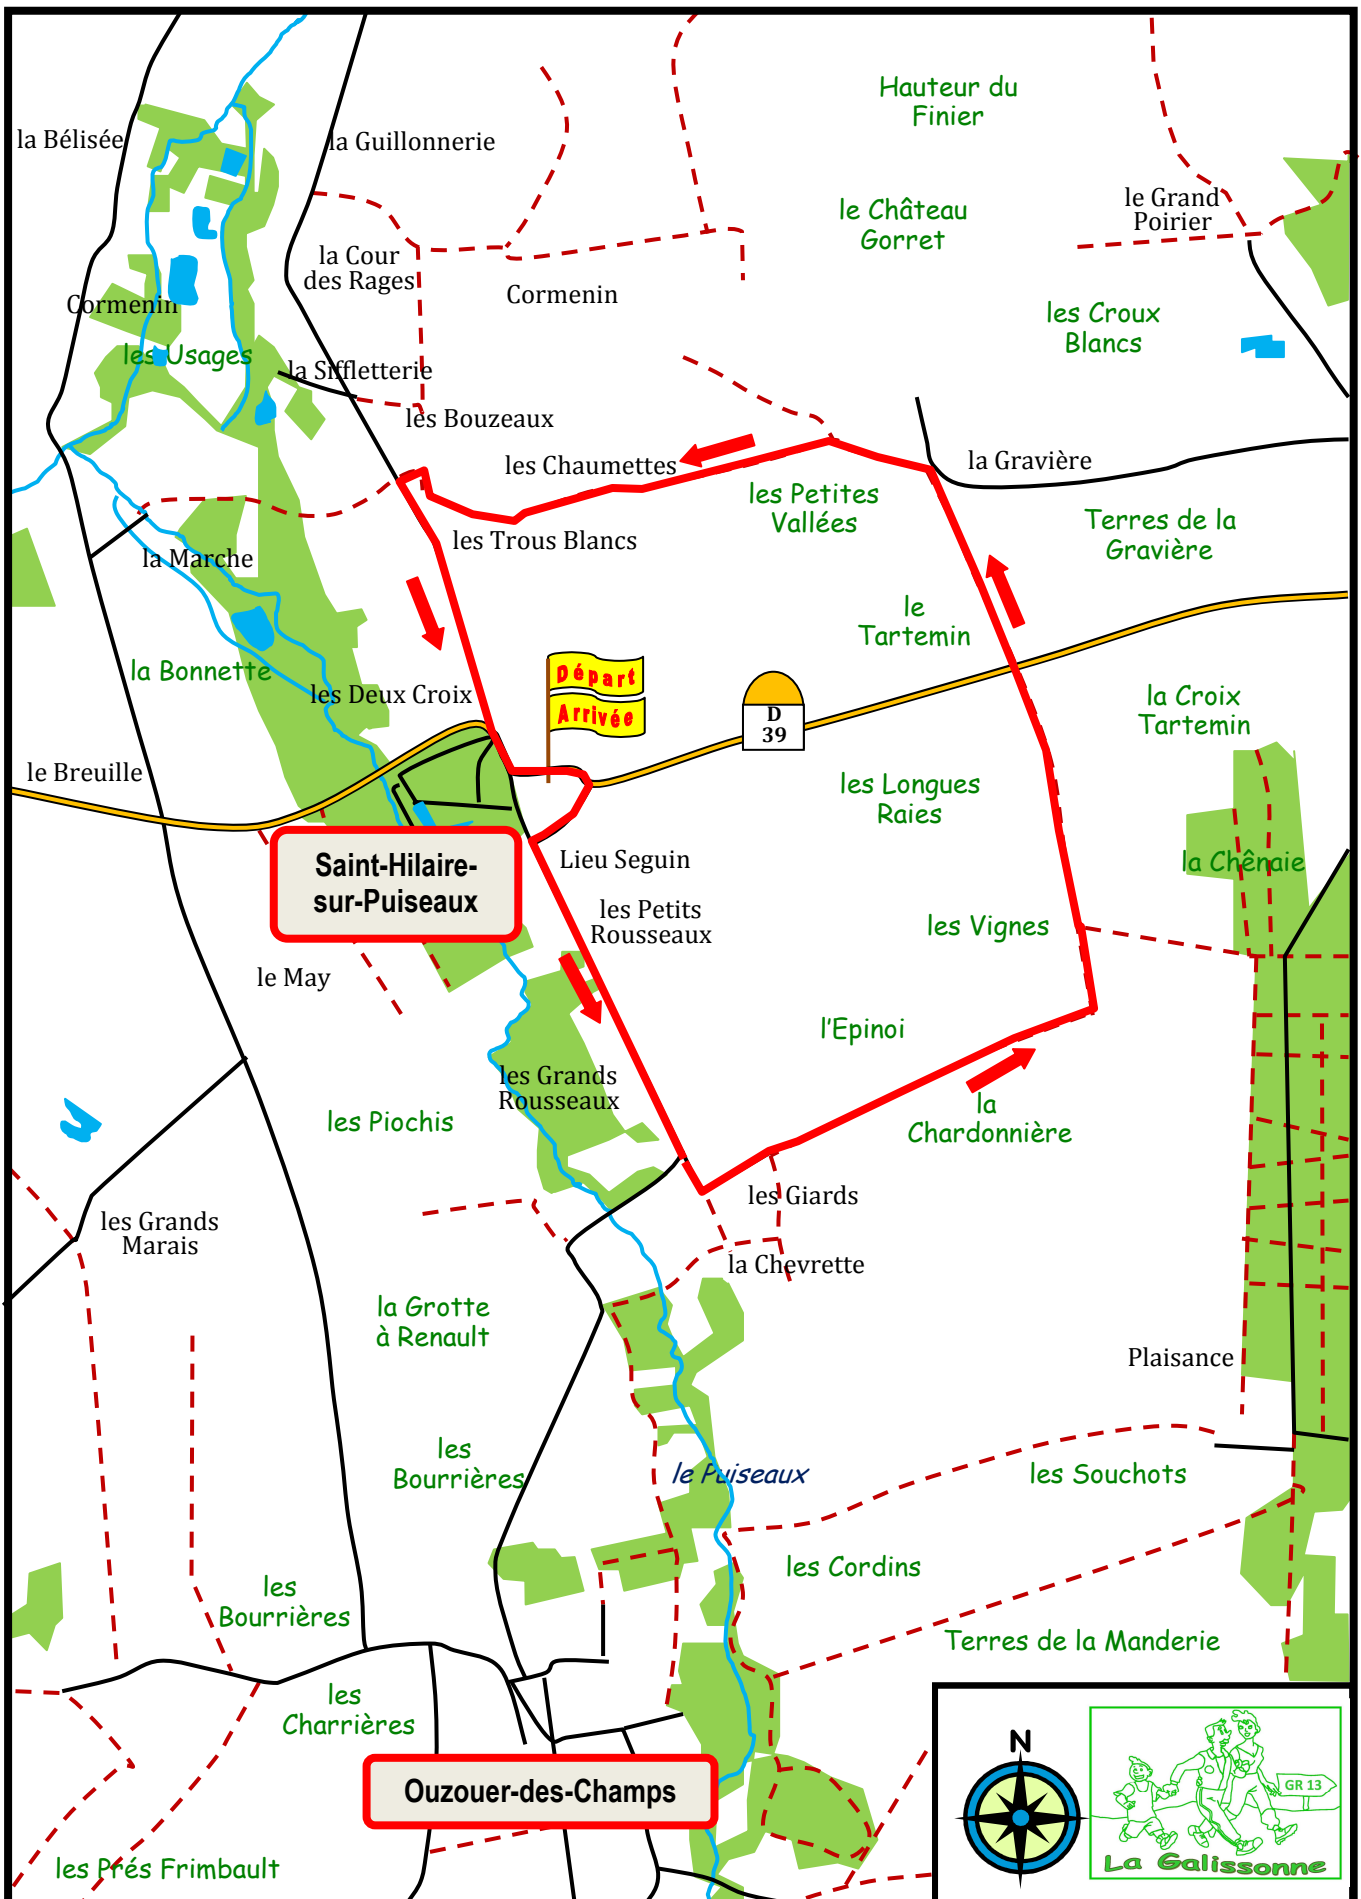 Hauteur du
Finier
la Bélisée
la Guillonnerie
le Grand
Poirier
le Château
Gorret
la Cour
des Rages
Cormenin
Cormenin
les Croux
Blancs
les Usages
la Siffletterie
les Bouzeaux
les Chaumettes
la Gravière
les Petites
Vallées
Terres de la
Gravière
les Trous Blancs
la Marche
le
Tartemin
la Bonnette
les Deux Croix
Départ
Arrivée
D
39
la Croix
Tartemin
le Breuille
les Longues
Raies
Saint-Hilaire-
sur-Puiseaux
Lieu Seguin
la Chênaie
les Petits
Rousseaux
les Vignes
le May
l'Epinoi
les Grands
Rousseaux
la
Chardonnière
les Piochis
les Giards
les Grands
Marais
la Chevrette
la Grotte
à Renault
Plaisance
les
Bourrières
le Puiseaux
les Souchots
les Cordins
les
Bourrières
Terres de la Manderie
les
Charrières
N
GR 13
La Galissonne
Ouzouer-des-Champs
les Prés Frimbault